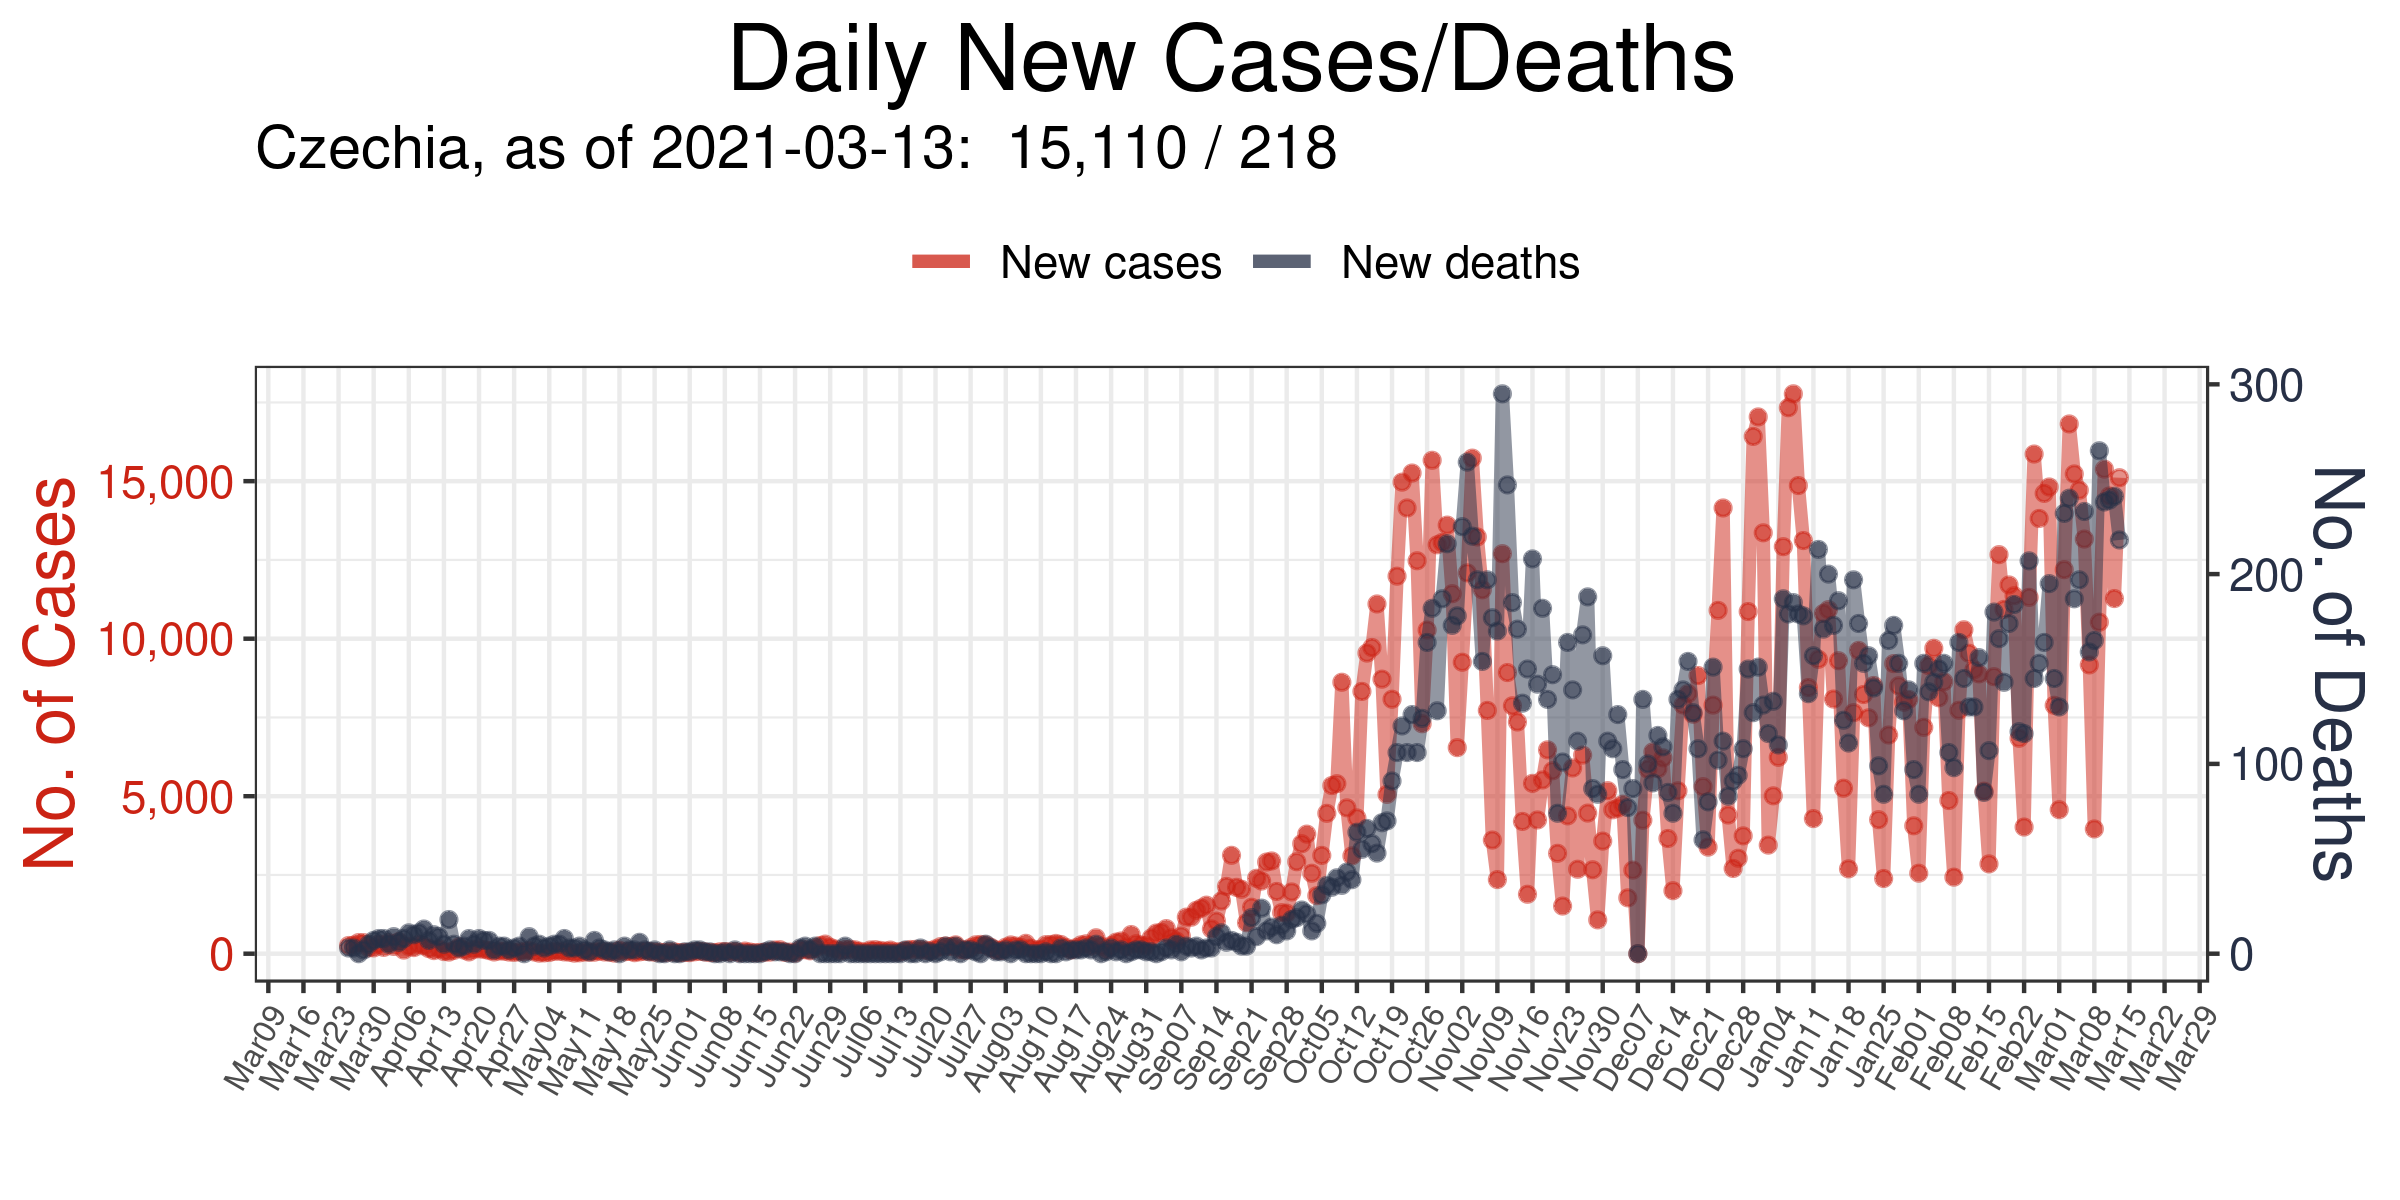 Daily New Cases/Deaths
Czechia, as of 2021-03-13:  15,110 / 218
New cases
New deaths
No. of Cases
15,000
10,000
5,000
0
300
200
100
0
No. of Deaths
Mar09
Mar16
Mar23
Mar30
Apr06
Apr13
Apr20
Apr27
May04
May11
May18
May25
Jun01
Jun08
Jun15
Jun22
Jun29
Jul06
Jul13
Jul20
Jul27
Aug03
Aug10
Aug17
Aug24
Aug31
Sep07
Sep14
Sep21
Sep28
Oct05
Oct12
Oct19
Oct26
Nov02
Nov09
Nov16
Nov23
Nov30
Dec07
Dec14
Dec21
Dec28
Dec04
Jan11
Jan18
Jan25
Feb01
Feb08
Feb15
Feb22
Mar01
Mar08
Mar15
Mar22
Mar29